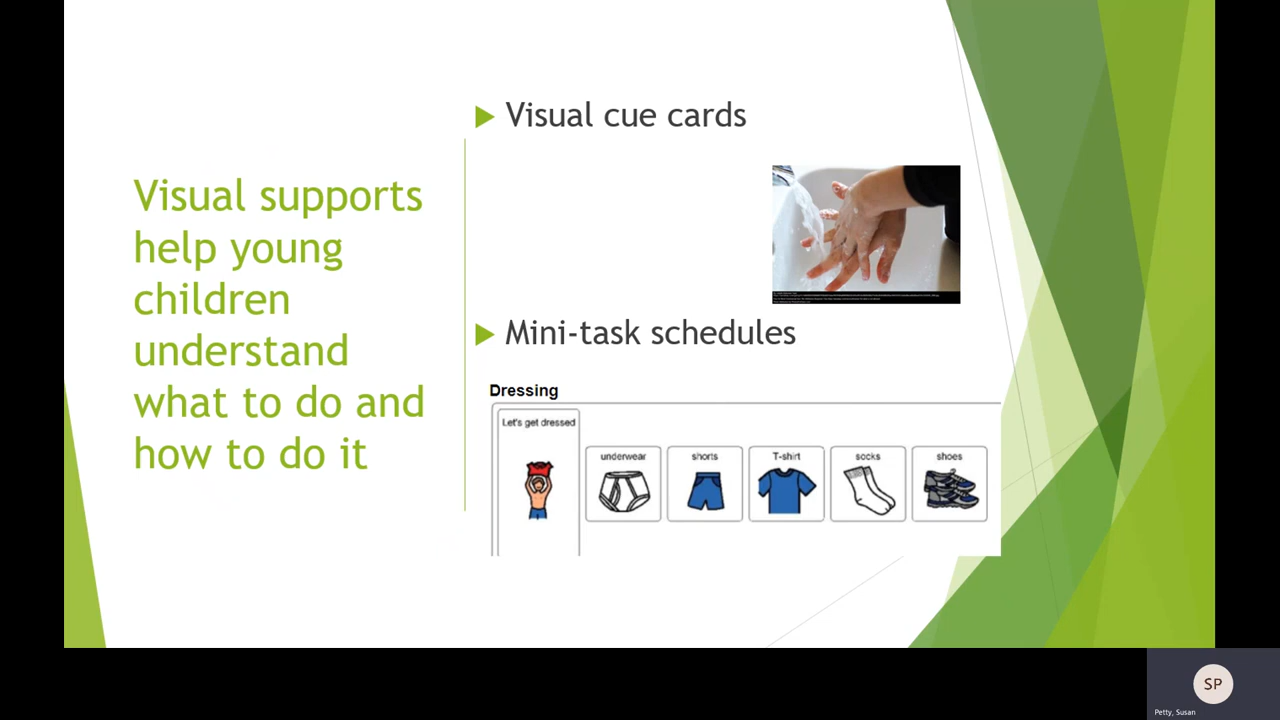 Visual supports
help young
children
understand
what to do and
how to do it
Visual cue cards
Mini-task schedules
Dressing
Let's get dressed
underwear
shorts
T-shirt
socks
shoes
SP
Petty, Susan